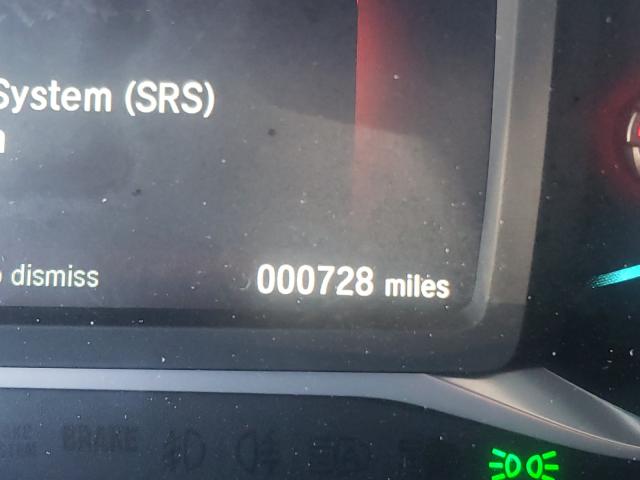 System (SRS)
dismiss
000728 miles
BRAKE